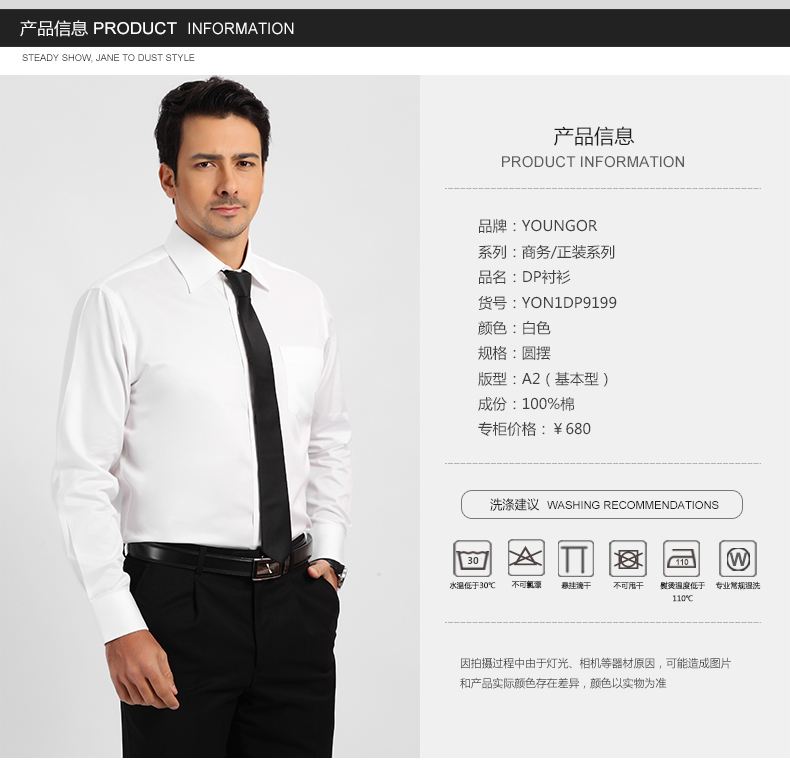 产品信息 PRODUCT INFORMATION
STEADY SHOW, JANE TO DUST STYLE
产品信息
PRODUCT INFORMATION
品牌：YOUNGOR
系列：商务/正装系列
品名：DP衬衫
货号：YON1DP9199
颜色：白色
规格：圆摆
版型：A2（基本型）
成份：100%棉
专柜价格：￥680
洗涤建议 WASHING RECOMMENDATIONS
30
110
W
水温低于30℃
不可氯漂
悬挂滴干
不可甩干
熨烫温度低于
110℃
专业常规湿洗
因拍摄过程中由于灯光、相机等器材原因，可能造成图片
和产品实际颜色存在差异，颜色以实物为准